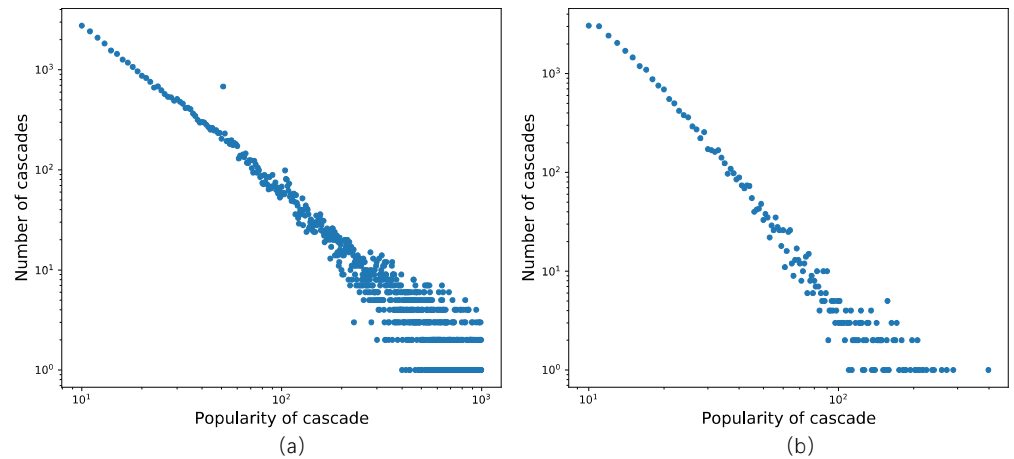 Number of cascades
10³
10²
10¹
10⁰
10¹
10²
10³
Popularity of cascade
(a)
Number of cascades
10³
10²
10¹
10⁰
10¹
10²
Popularity of cascade
(b)